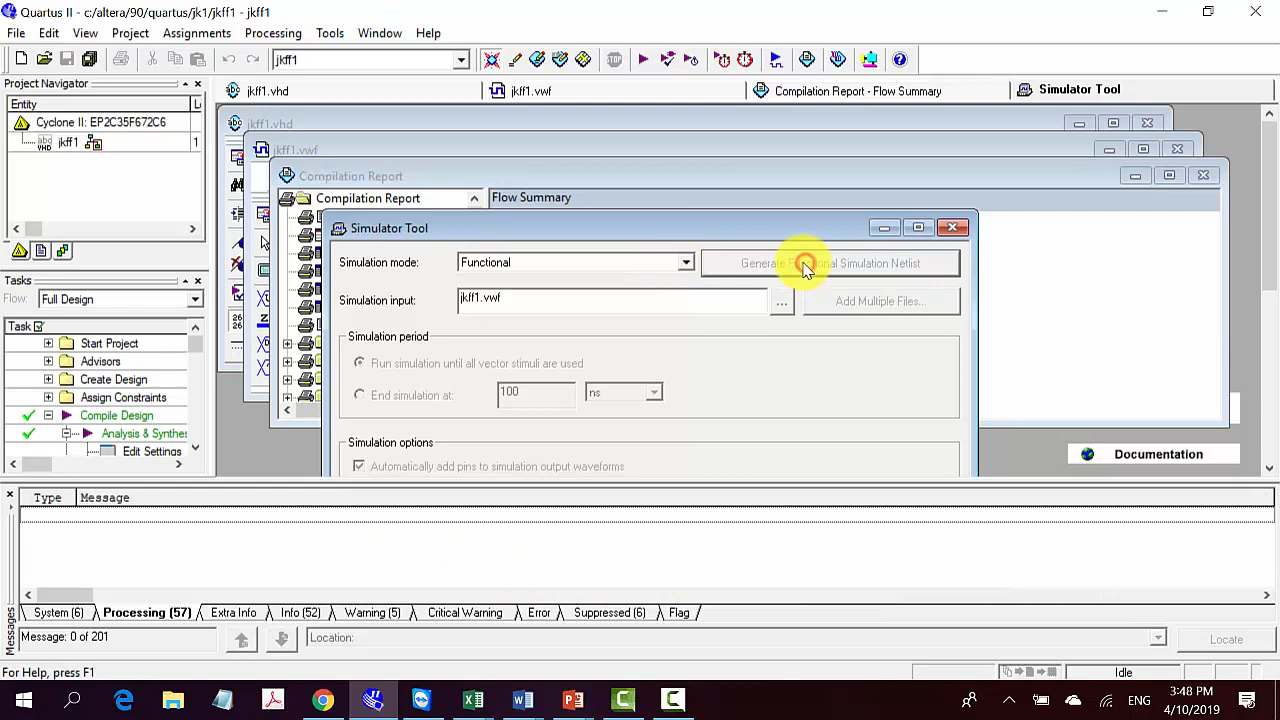 Quartus II - c:/altera/90/quartus/jk1/jkff1 - jkff1
File Edit View Project Assignments Processing Tools Window Help
jkff1
Project Navigator
Entity
Cyclone II: EP2C35F672C6
jkff1
1
jkff1.vhd
jkff1.vwf
Compilation Report - Flow Summary
Simulator Tool
jkff1.vhd
jkff1.vwf
Compilation Report
Compilation Report
Flow Summary
Simulator Tool
Simulation mode:
Functional
Generate Functional Simulation Netlist
Simulation input:
jkff1.vwf
...
Add Multiple Files...
Simulation period
Run simulation until all vector stimuli are used
End simulation at:
100
ns
Simulation options
Automatically add pins to simulation output waveforms
Documentation
Tasks
Flow:
Full Design
Task
Start Project
Advisors
Create Design
Assign Constraints
Compile Design
Analysis & Synthes
Edit Settings
Type Message
System (6) Processing (57) Extra Info Info (52) Warning (5) Critical Warning Error Suppressed (6) Flag
Messages
Message: 0 of 201
Location:
Locate
For Help, press F1
Idle
ENG
3:48 PM
4/10/2019